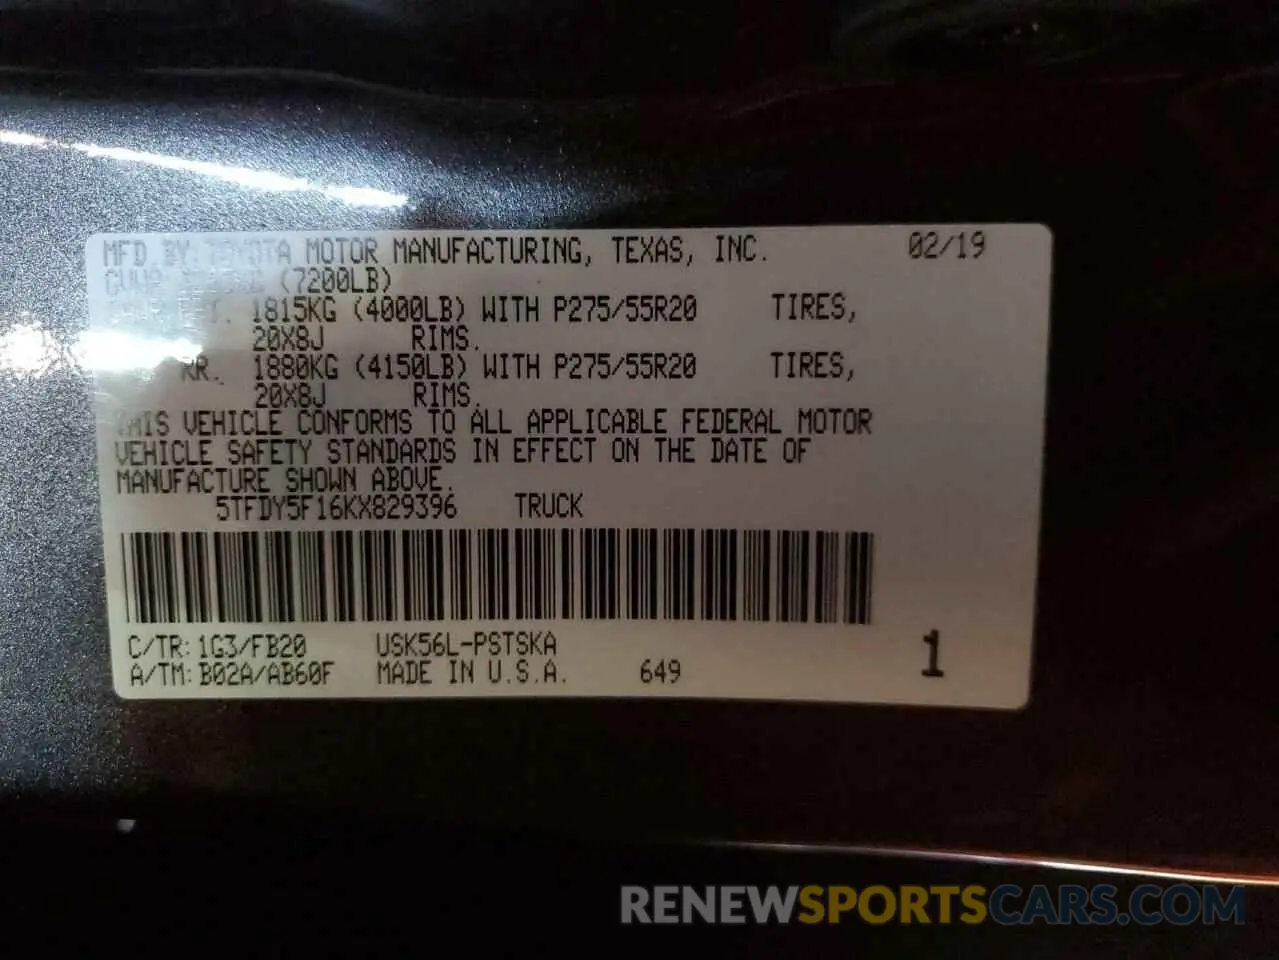 MFD BY: TOYOTA MOTOR MANUFACTURING, TEXAS, INC. 02/19
(7200LB)
1815KG (4000LB) WITH P275/55R20 TIRES,
20X8J RIMS.
RR. 1880KG (4150LB) WITH P275/55R20 TIRES,
20X8J RIMS.
THIS VEHICLE CONFORMS TO ALL APPLICABLE FEDERAL MOTOR
VEHICLE SAFETY STANDARDS IN EFFECT ON THE DATE OF
MANUFACTURE SHOWN ABOVE.
5TFDY5F16KX829396 TRUCK
C/TR: 1G3/FB20 USK56L-PSTSKA
A/TM: B02A/AB60F MADE IN U.S.A. 649 1
RENEWSPORTSCARS.COM